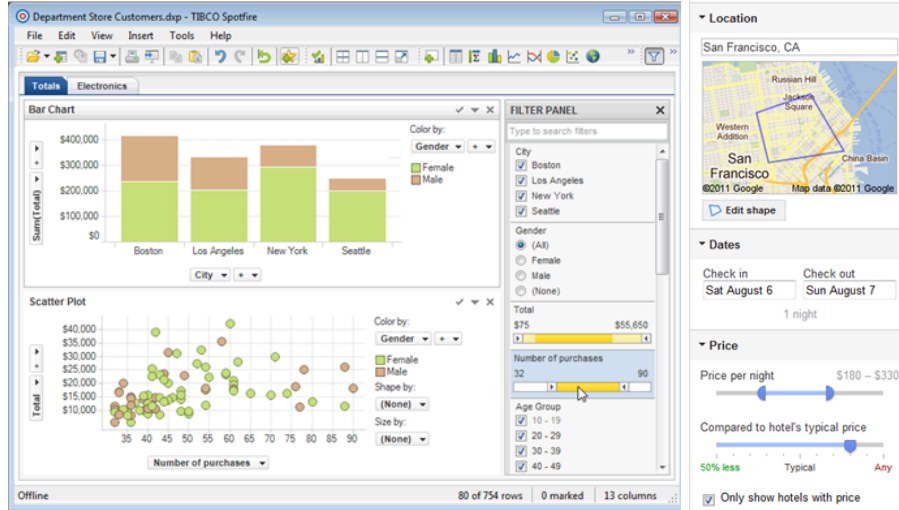 Department Store Customers.dxp - TIBCO Spotfire
File Edit View Insert Tools Help
Totals Electronics
Bar Chart
$400,000
$300,000
$200,000
$100,000
$0
Sum(Total)
Boston Los Angeles New York Seattle
City
Color by:
Gender
Female
Male
Scatter Plot
$40,000
$35,000
$30,000
$25,000
$20,000
$15,000
$10,000
Total
35 40 45 50 55 60 65 70 75 80 85 90
Number of purchases
Color by:
Gender
Female
Male
Shape by:
(None)
Size by:
(None)
FILTER PANEL
Type to search filters
City
Boston
Los Angeles
New York
Seattle
Gender
(All)
Female
Male
(None)
Total
$75 $55,650
Number of purchases
32 90
Age Group
10 - 19
20 - 29
30 - 39
40 - 49
Offline 80 of 754 rows 0 marked 13 columns
Location
San Francisco, CA
Russian Hill
Jackson
Square
Western
Addition
San
Francisco
China Basin
©2011 Google Map data ©2011 Google
Edit shape
Dates
Check in Check out
Sat August 6 Sun August 7
1 night
Price
Price per night $180 – $330
Compared to hotel's typical price
50% less Typical Any
Only show hotels with price